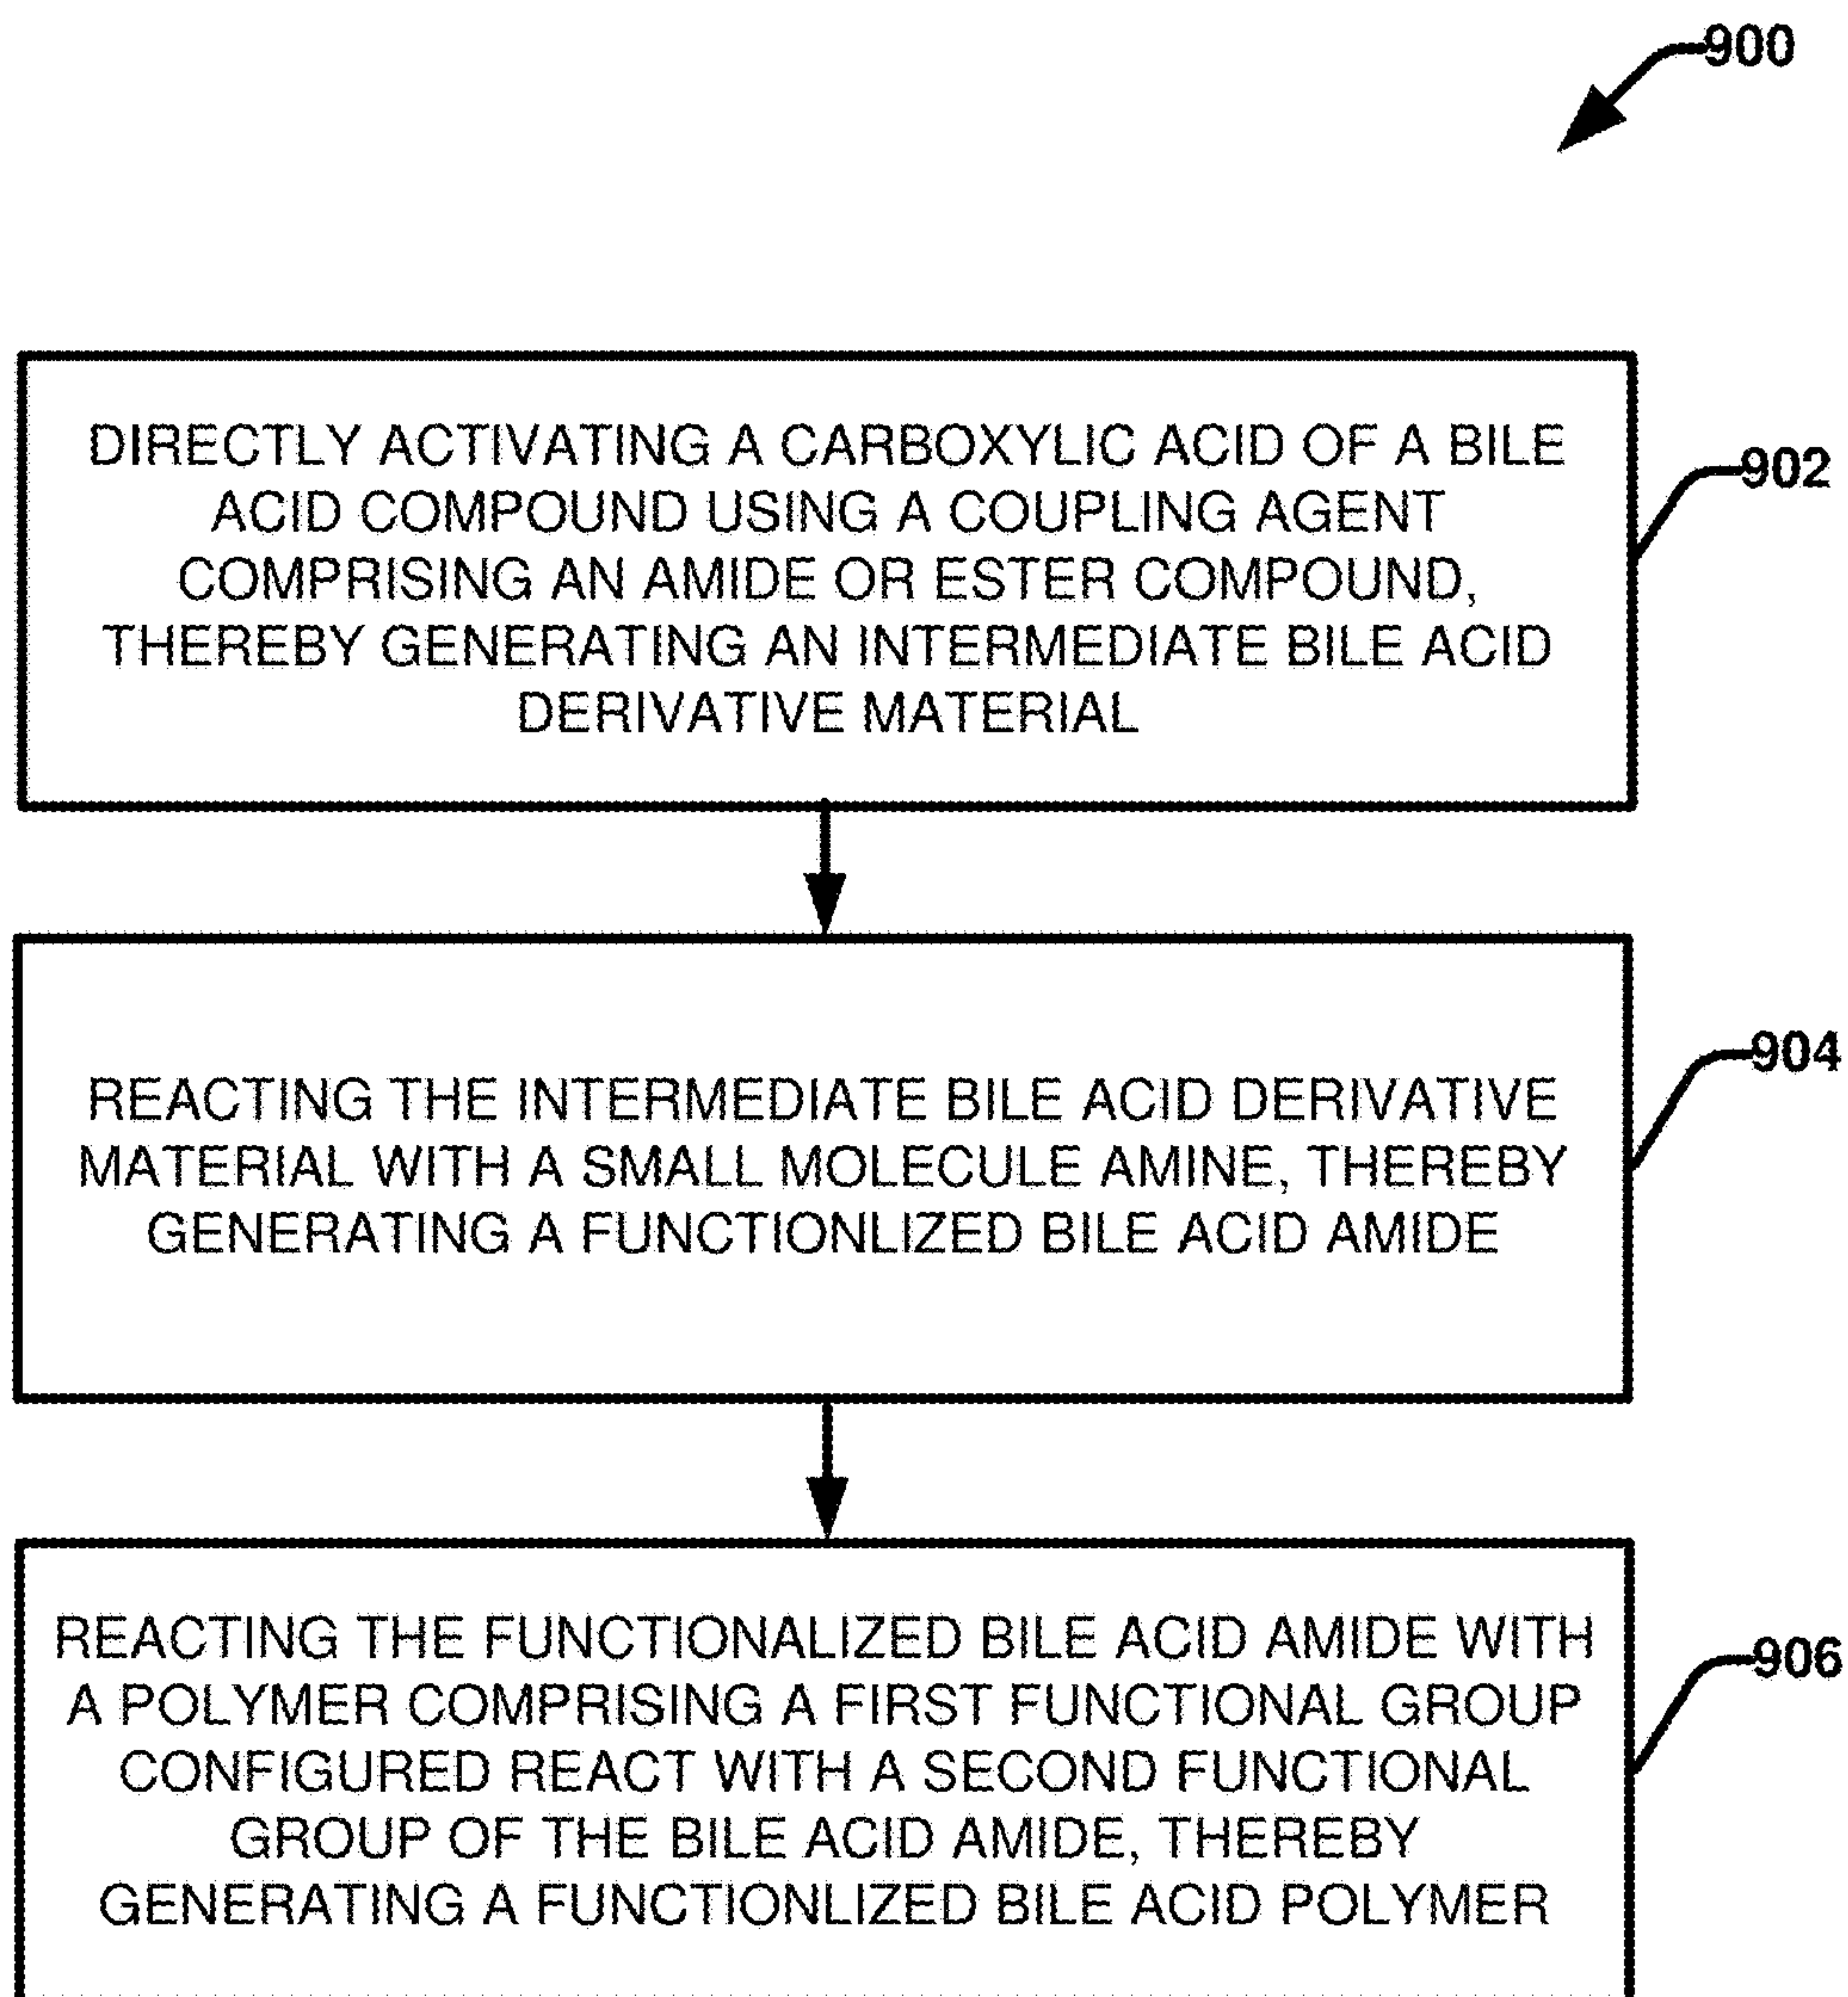 900
DIRECTLY ACTIVATING A CARBOXYLIC ACID OF A BILE
ACID COMPOUND USING A COUPLING AGENT
COMPRISING AN AMIDE OR ESTER COMPOUND,
THEREBY GENERATING AN INTERMEDIATE BILE ACID
DERIVATIVE MATERIAL
902
REACTING THE INTERMEDIATE BILE ACID DERIVATIVE
MATERIAL WITH A SMALL MOLECULE AMINE, THEREBY
GENERATING A FUNCTIONLIZED BILE ACID AMIDE
904
REACTING THE FUNCTIONALIZED BILE ACID AMIDE WITH
A POLYMER COMPRISING A FIRST FUNCTIONAL GROUP
CONFIGURED REACT WITH A SECOND FUNCTIONAL
GROUP OF THE BILE ACID AMIDE, THEREBY
GENERATING A FUNCTIONLIZED BILE ACID POLYMER
906